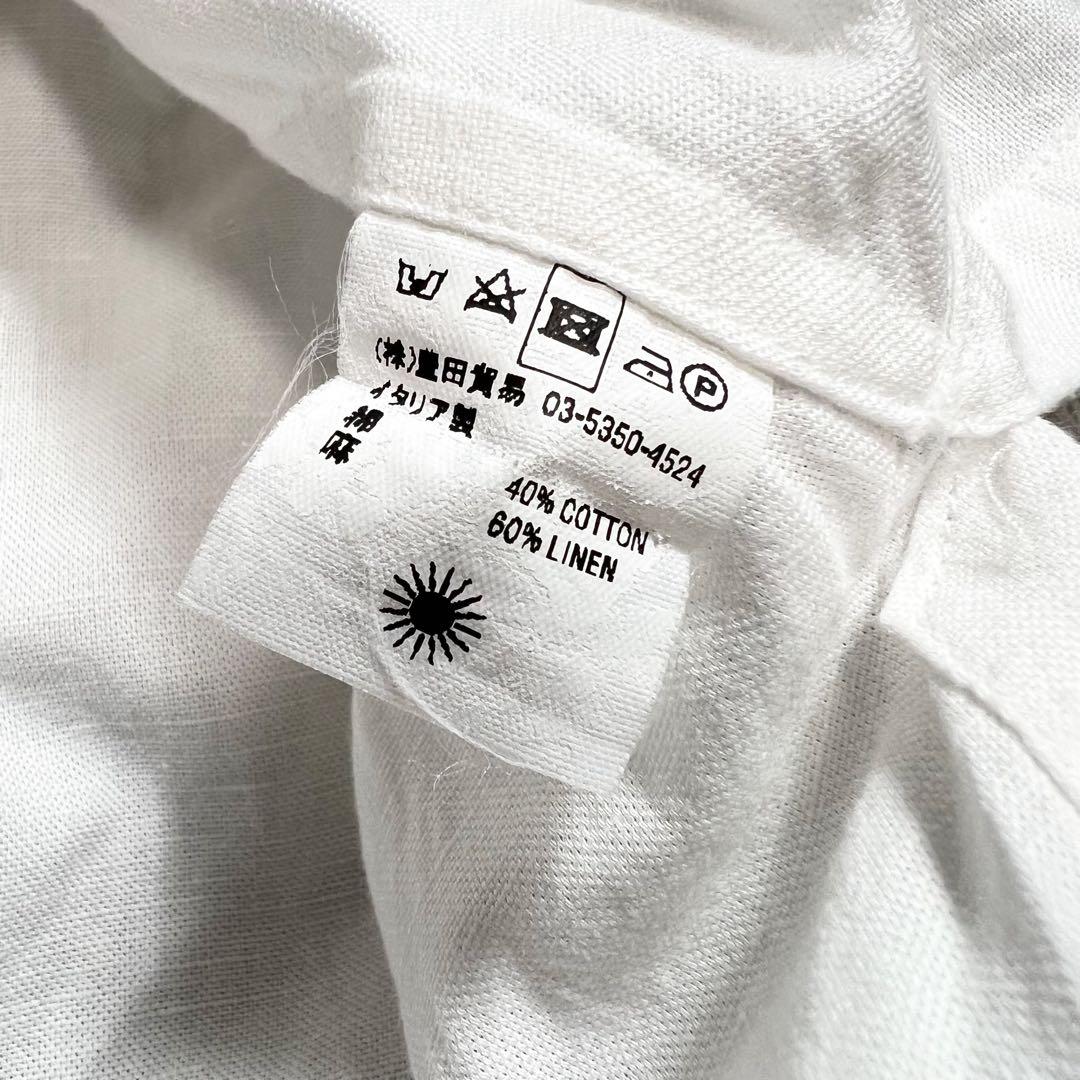 P
(株)豊田貿易 03-5350-4524
イタリア製
綿 40% COTTON
麻 60% LINEN